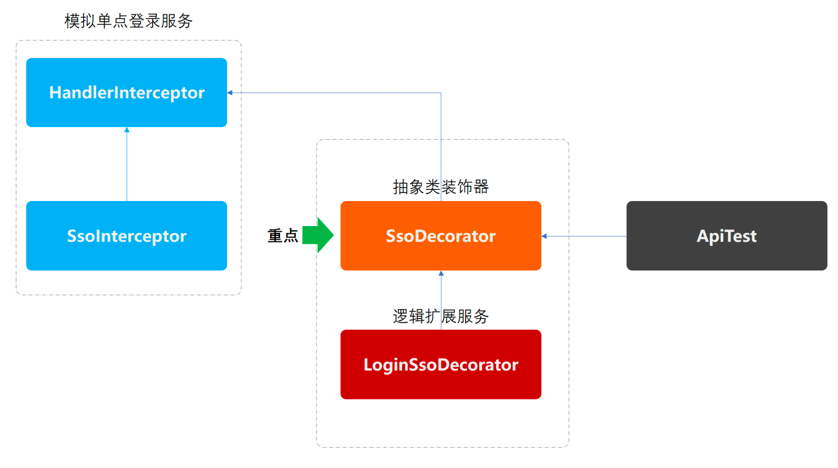 模拟单点登录服务
HandlerInterceptor
SsoInterceptor
抽象类装饰器
重点
SsoDecorator
ApiTest
逻辑扩展服务
LoginSsoDecorator